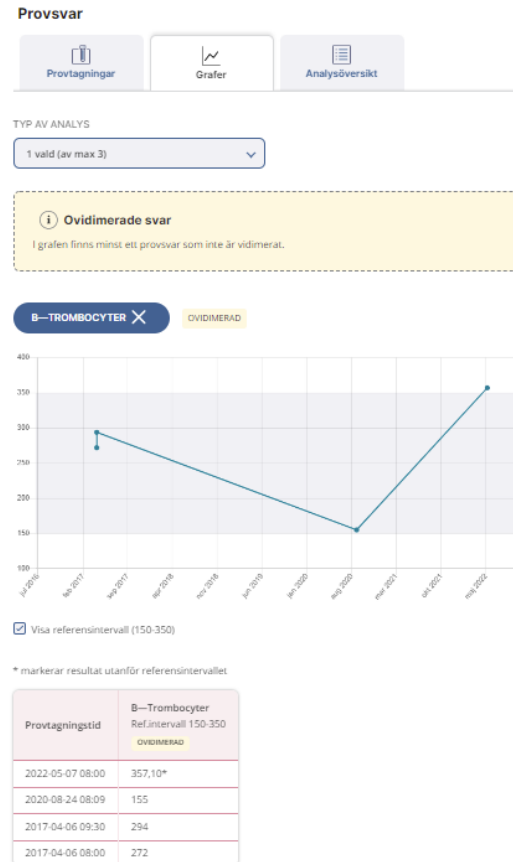 Provsvar
Provtagningar
Grafer
Analysöversikt
TYP AV ANALYS
1 vald (av max 3)
i Ovidimerade svar
I grafen finns minst ett provsvar som inte är vidimerat.
B—TROMBOCYTER
OVIDIMERAD
400
350
300
250
200
150
100
jul 2016
feb 2017
sep 2017
apr 2018
nov 2018
jun 2019
jan 2020
aug 2020
mar 2021
okt 2021
maj 2022
Visa referensintervall (150-350)
* markerar resultat utanför referensintervallet
Provtagningstid
B—Trombocyter
Ref.intervall 150-350
OVIDIMERAD
2022-05-07 08:00 357,10*
2020-08-24 08:09 155
2017-04-06 09:30 294
2017-04-06 08:00 272